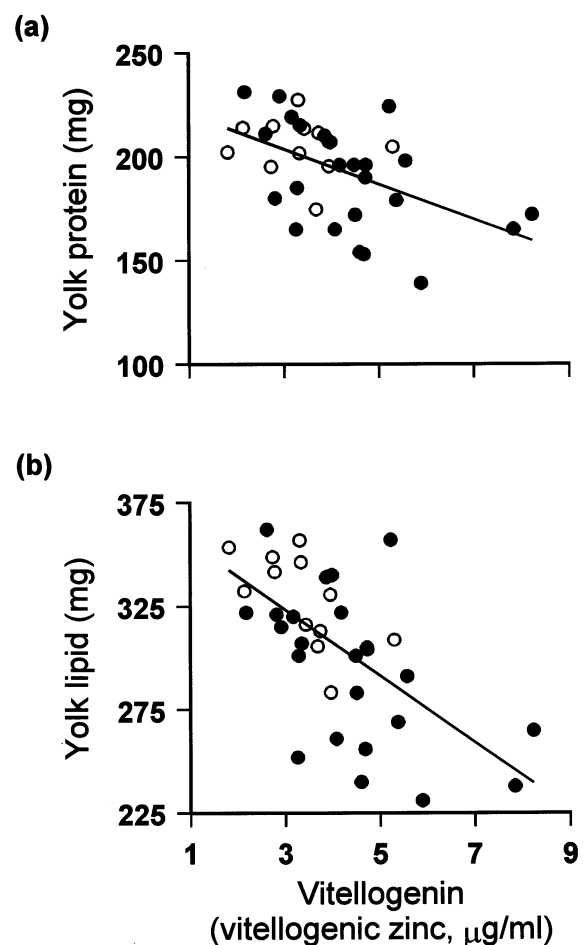 (a)
250
200
150
100
Yolk protein (mg)
(b)
375
325
275
225
Yolk lipid (mg)
1 3 5 7 9
Vitellogenin
(vitellogenic zinc, μg/ml)